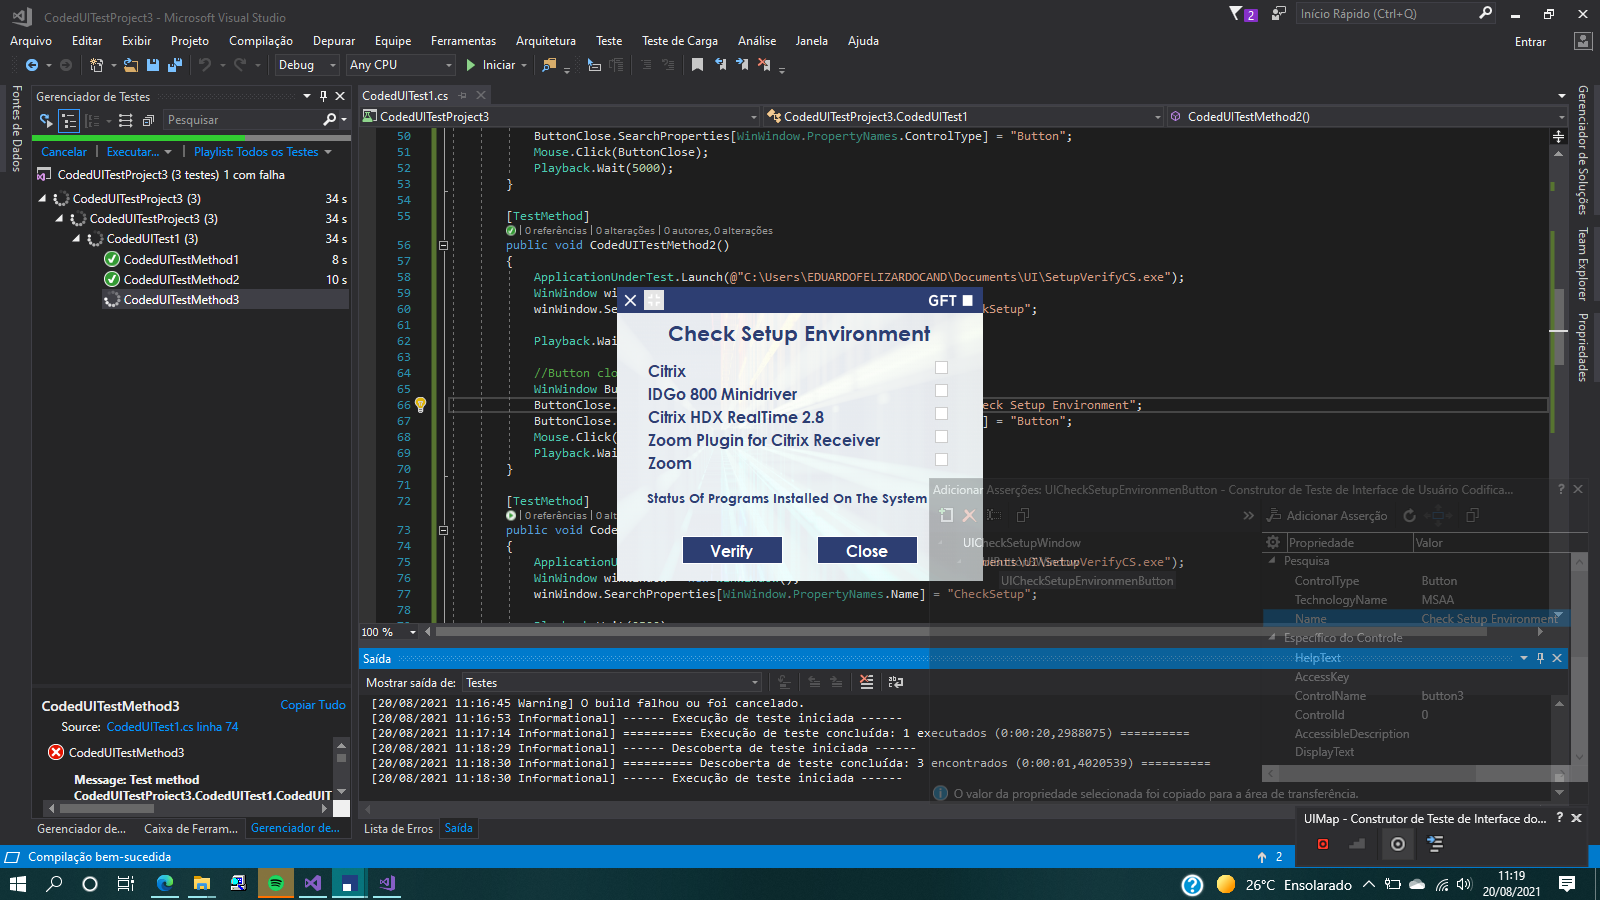 CodedUITestProject3 - Microsoft Visual Studio
2
Início Rápido (Ctrl+Q)
Arquivo Editar Exibir Projeto Compilação Depurar Equipe Ferramentas Arquitetura Teste Teste de Carga Análise Janela Ajuda
Entrar
Debug Any CPU Iniciar
Fontes de Dados
Gerenciador de Testes
Pesquisar
Cancelar | Executar... | Playlist: Todos os Testes
CodedUITestProject3 (3 testes) 1 com falha
CodedUITestProject3 (3) 34 s
CodedUITestProject3 (3) 34 s
CodedUITest1 (3) 34 s
CodedUITestMethod1 8 s
CodedUITestMethod2 10 s
CodedUITestMethod3
CodedUITestMethod3 Copiar Tudo
Source: CodedUITest1.cs linha 74
CodedUITestMethod3
Message: Test method
CodedUITestProject3.CodedUITest1.CodedUIT
Gerenciador de... Caixa de Ferram... Gerenciador de...
CodedUITest1.cs
CodedUITestProject3 CodedUITestProject3.CodedUITest1 CodedUITestMethod2()
50 ButtonClose.SearchProperties[WinWindow.PropertyNames.ControlType] = "Button";
51 Mouse.Click(ButtonClose);
52 Playback.Wait(5000);
53 }
54
55 [TestMethod]
0 referências | 0 alterações | 0 autores, 0 alterações
56 public void CodedUITestMethod2()
57 {
58 ApplicationUnderTest.Launch(@"C:\Users\EDUARDOFELIZARDOCAND\Documents\UI\SetupVerifyCS.exe");
59 WinWindow wi
60 winWindow.Se ckSetup";
61
62 Playback.Wai
63
64 //Button clo
65 WinWindow Bu
66 ButtonClose. eck Setup Environment";
67 ButtonClose. ] = "Button";
68 Mouse.Click(
69 Playback.Wai
70 }
71
72 [TestMethod]
0 referências | 0 alt
73 public void Code
74 {
75 ApplicationU ments\UI\SetupVerifyCS.exe");
76 WinWindow
77 winWindow.SearchProperties[WinWindow.PropertyNames.Name] = "CheckSetup";
78
100 %
GFT
Check Setup Environment
Citrix
IDGo 800 Minidriver
Citrix HDX RealTime 2.8
Zoom Plugin for Citrix Receiver
Zoom
Status Of Programs Installed On The System
Verify Close
Adicionar Asserções: UICheckSetupEnvironmenButton - Construtor de Teste de Interface de Usuário Codifica...
Adicionar Asserção
UICheckSetupWindow
UICheckSetupEnvironmenButton
Propriedade Valor
Pesquisa
ControlType Button
TechnologyName MSAA
Name Check Setup Environment
Específico do Controle
HelpText
AccessKey
ControlName button3
ControlId 0
AccessibleDescription
DisplayText
O valor da propriedade selecionada foi copiado para a área de transferência.
Gerenciador de Soluções
Team Explorer
Propriedades
Saída
Mostrar saída de: Testes
[20/08/2021 11:16:45 Warning] O build falhou ou foi cancelado.
[20/08/2021 11:16:53 Informational] ------ Execução de teste iniciada ------
[20/08/2021 11:17:14 Informational] ========== Execução de teste concluída: 1 executados (0:00:20,2988075) ==========
[20/08/2021 11:18:29 Informational] ------ Descoberta de teste iniciada ------
[20/08/2021 11:18:30 Informational] ========== Descoberta de teste concluída: 3 encontrados (0:00:01,4020539) ==========
[20/08/2021 11:18:30 Informational] ------ Execução de teste iniciada ------
Lista de Erros Saída
UIMap - Construtor de Teste de Interface do...
Compilação bem-sucedida
2
26°C Ensolarado
11:19
20/08/2021